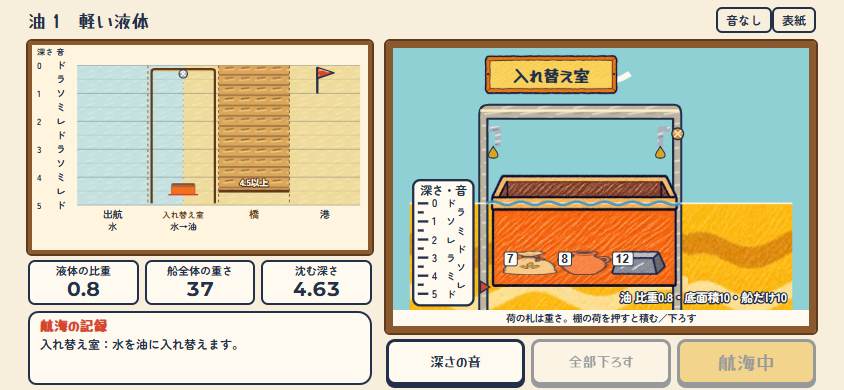 油 1　軽い液体
音なし
表紙
深さ 音
0 ド
ラ
1 ソ
ミ
2 レ
ド
3 ラ
ソ
4 ミ
レ
5 ド
4.5以上
出航
水
入れ替え室
水→油
橋
港
液体の比重
0.8
船全体の重さ
37
沈む深さ
4.63
航海の記録
入れ替え室：水を油に入れ替えます。
入れ替え室
深さ・音
0 ド
ラ
1 ソ
ミ
2 レ
ド
3 ラ
ソ
4 ミ
レ
5 ド
7
8
12
油 比重0.8・底面積10・船だけ10
荷の札は重さ。棚の荷を押すと積む／下ろす
深さの音
全部下ろす
航海中